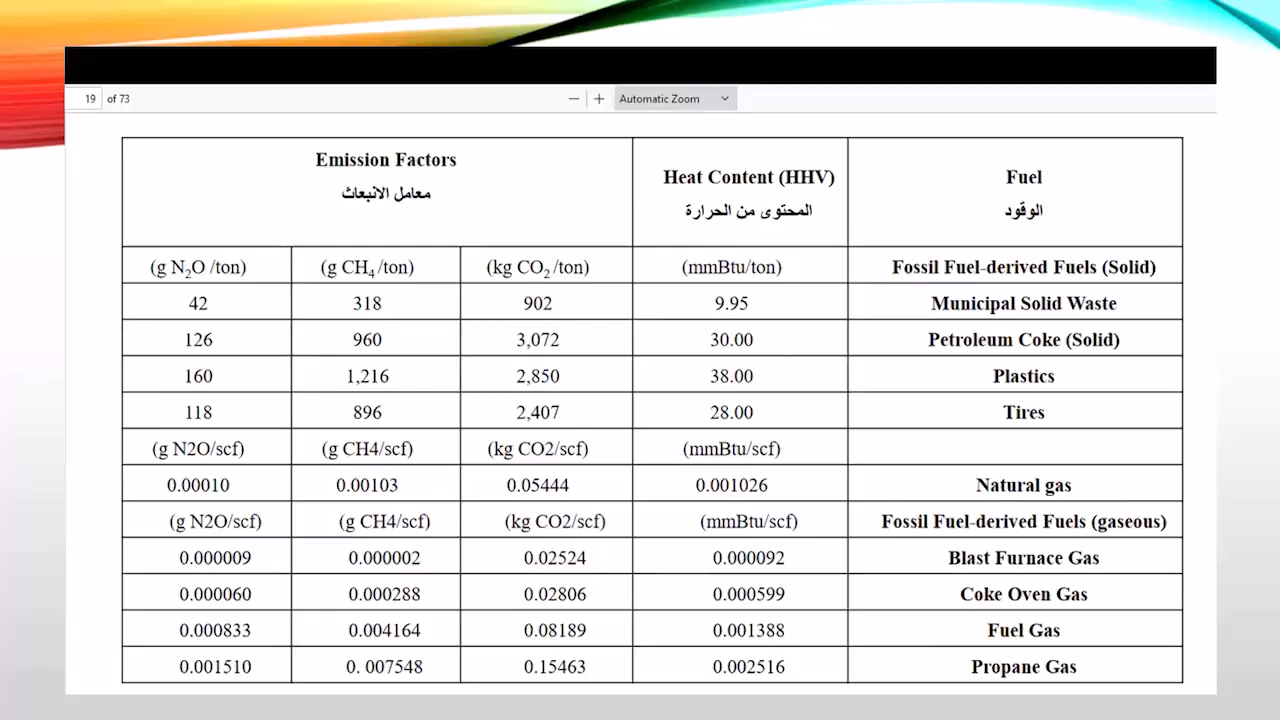 19 of 73
Automatic Zoom
Emission Factors Heat Content (HHV) Fuel
معامل الانبعاث المحتوى من الحرارة الوقود
(g N₂O /ton) (g CH₄ /ton) (kg CO₂ /ton) (mmBtu/ton) Fossil Fuel-derived Fuels (Solid)
42 318 902 9.95 Municipal Solid Waste
126 960 3,072 30.00 Petroleum Coke (Solid)
160 1,216 2,850 38.00 Plastics
118 896 2,407 28.00 Tires
(g N2O/scf) (g CH4/scf) (kg CO2/scf) (mmBtu/scf)
0.00010 0.00103 0.05444 0.001026 Natural gas
(g N2O/scf) (g CH4/scf) (kg CO2/scf) (mmBtu/scf) Fossil Fuel-derived Fuels (gaseous)
0.000009 0.000002 0.02524 0.000092 Blast Furnace Gas
0.000060 0.000288 0.02806 0.000599 Coke Oven Gas
0.000833 0.004164 0.08189 0.001388 Fuel Gas
0.001510 0. 007548 0.15463 0.002516 Propane Gas